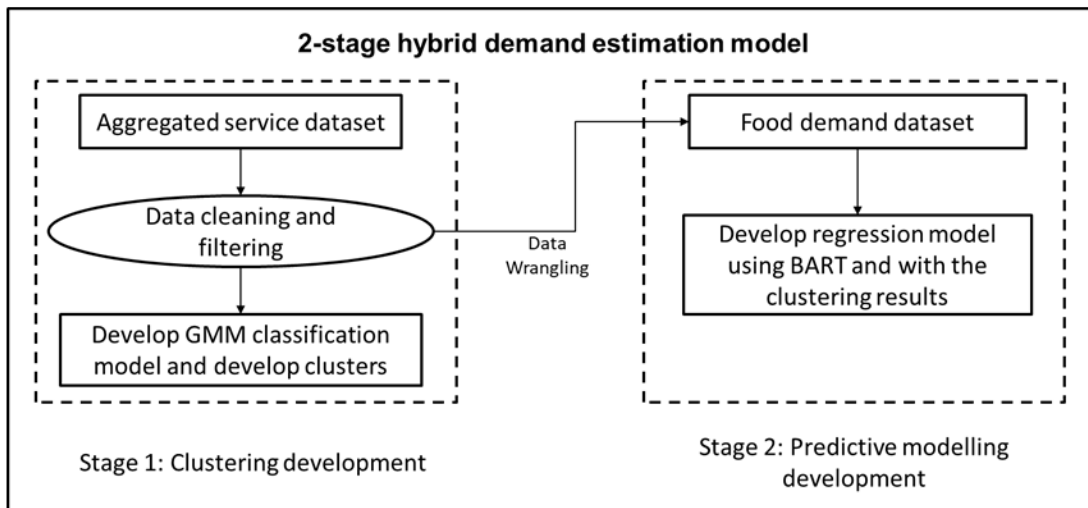 2-stage hybrid demand estimation model
Aggregated service dataset
Data cleaning and
filtering
Develop GMM classification
model and develop clusters
Stage 1: Clustering development
Data
Wrangling
Food demand dataset
Develop regression model
using BART and with the
clustering results
Stage 2: Predictive modelling
development